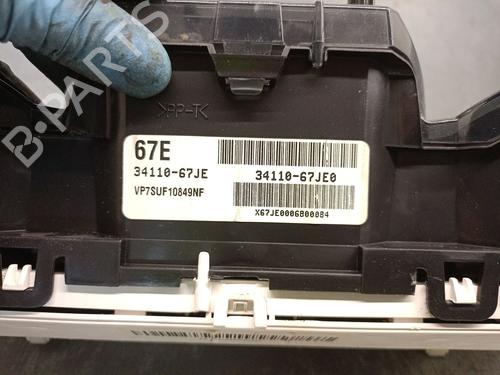 B-PARTS
>PP-TK<
67E
34110-67JE
34110-67JE0
VP7SUF10849NF
X67JE0006800084